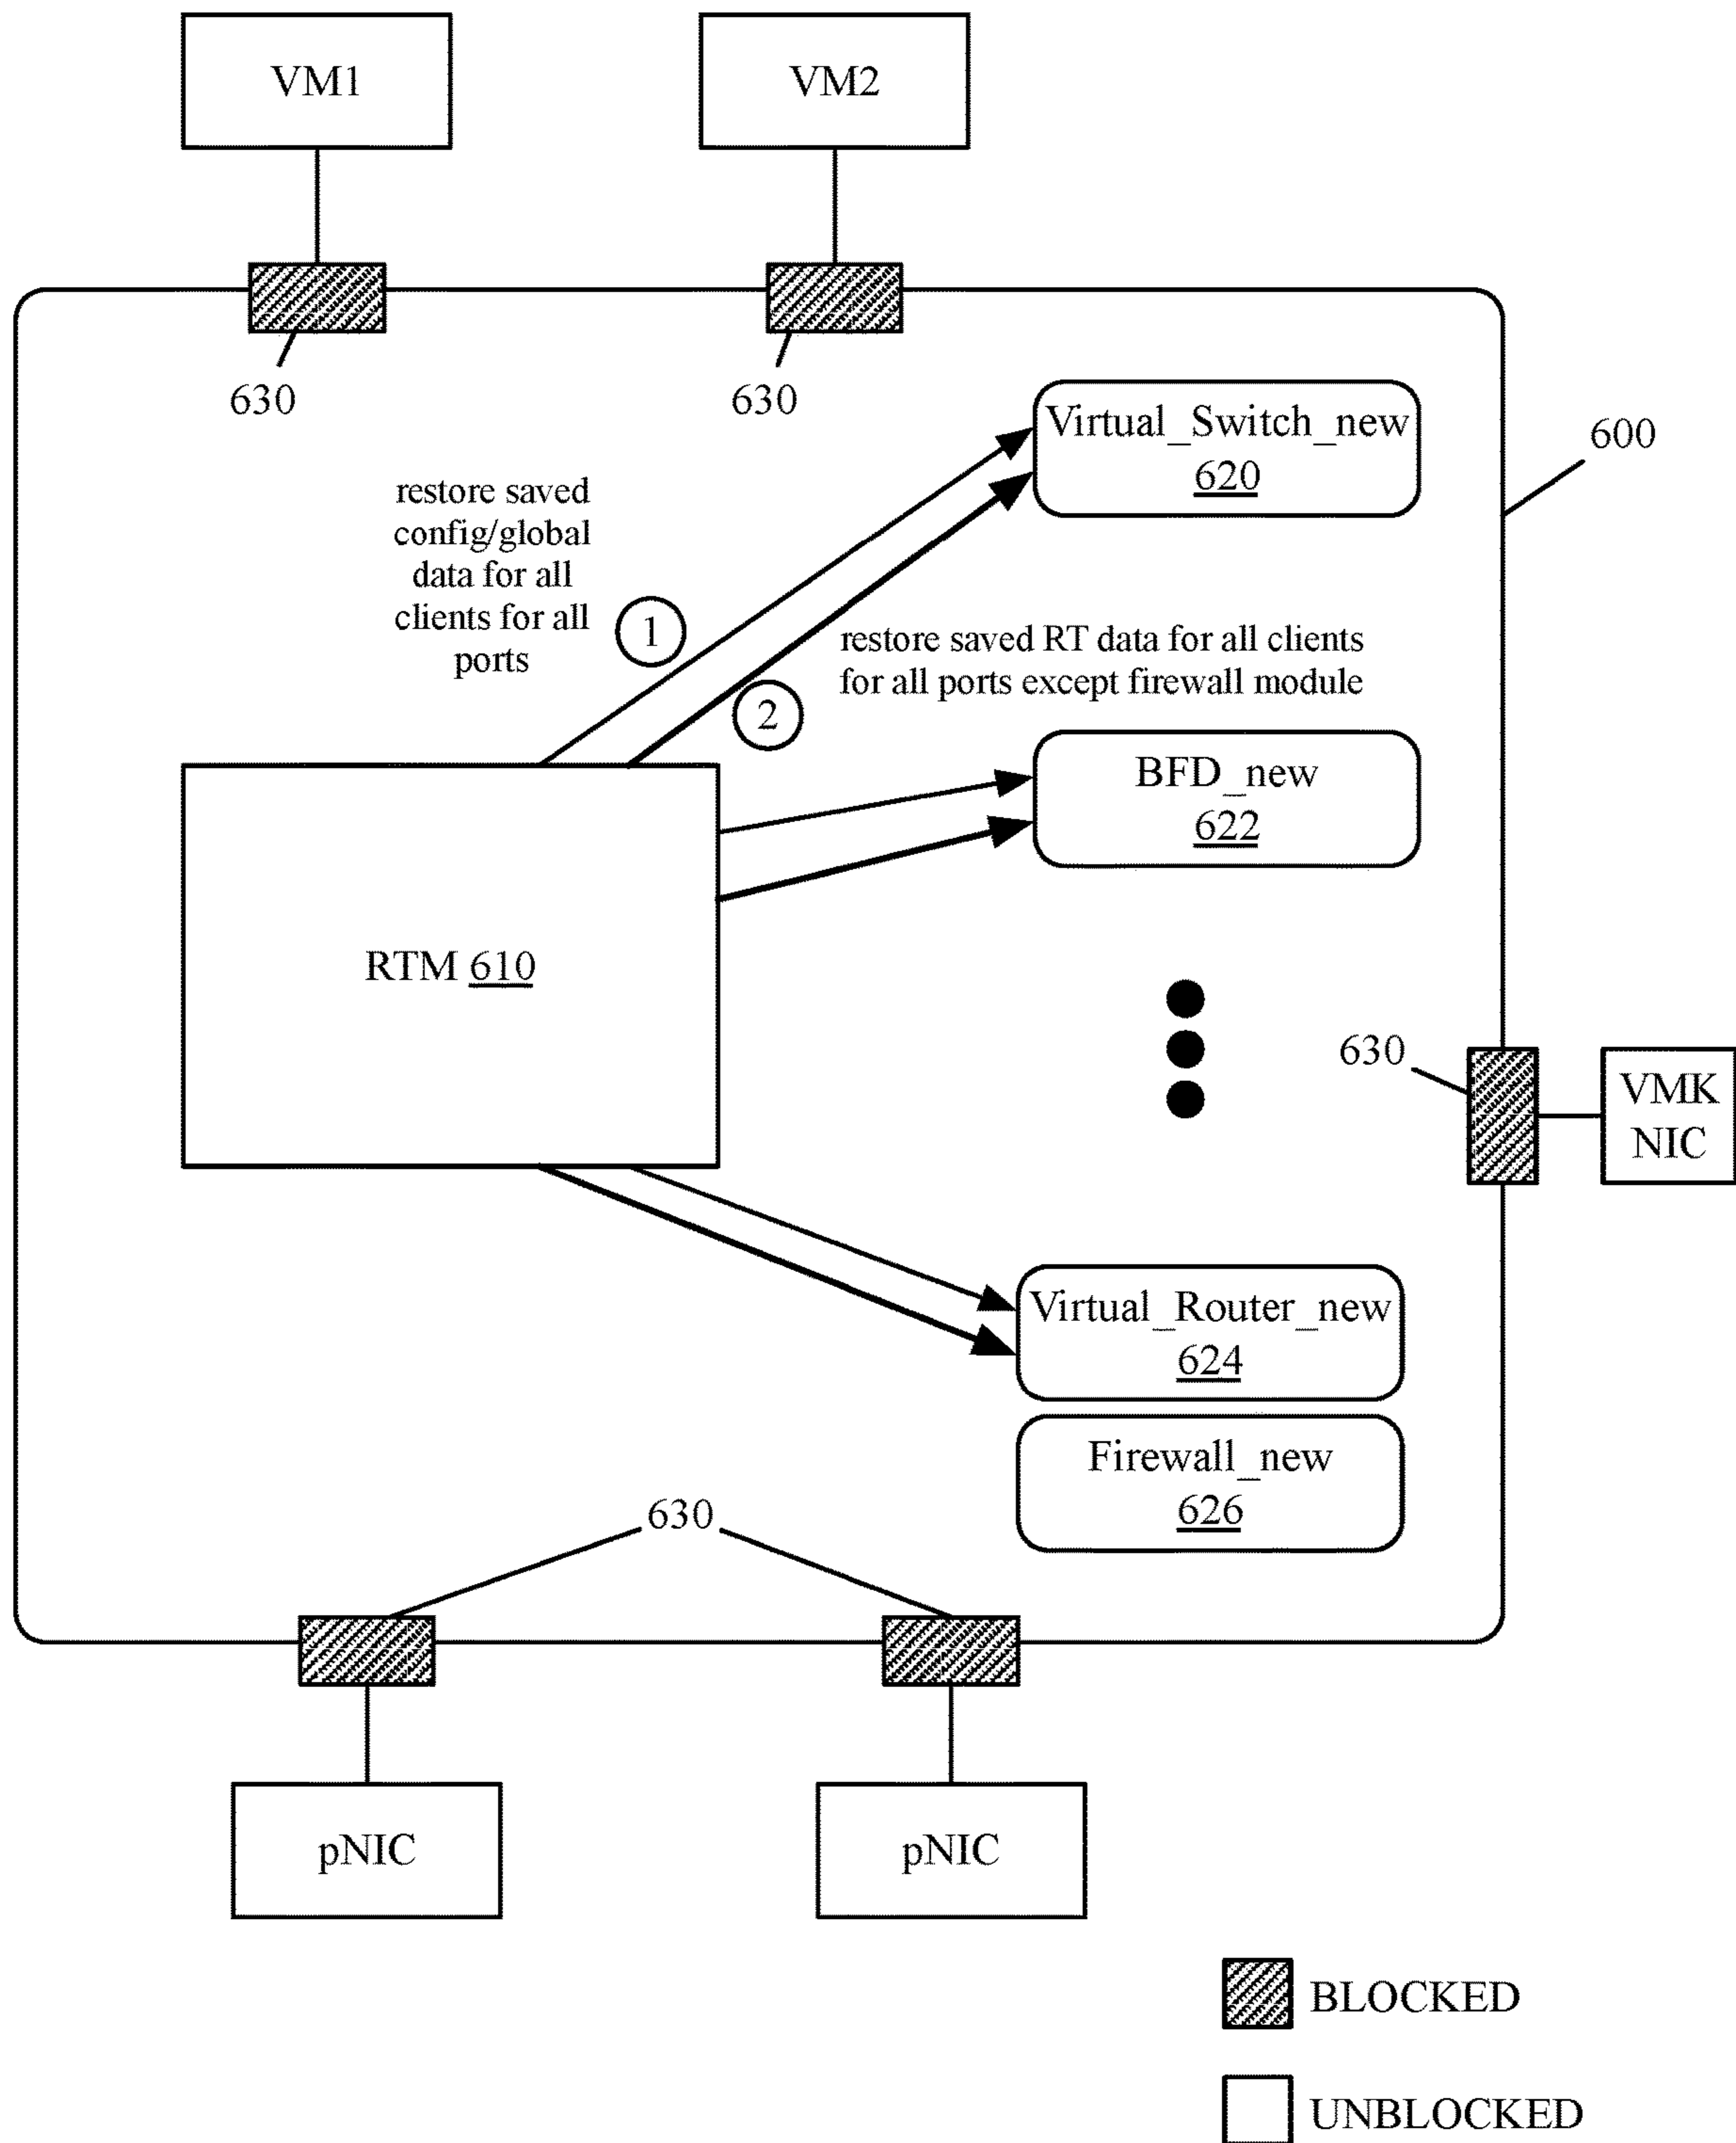 VM1
VM2
630
630
Virtual_Switch_new
620
600
restore saved
config/global
data for all
clients for all
ports
1
restore saved RT data for all clients
for all ports except firewall module
2
BFD_new
622
RTM 610
630
VMK
NIC
Virtual_Router_new
624
Firewall_new
626
630
pNIC
pNIC
BLOCKED
UNBLOCKED